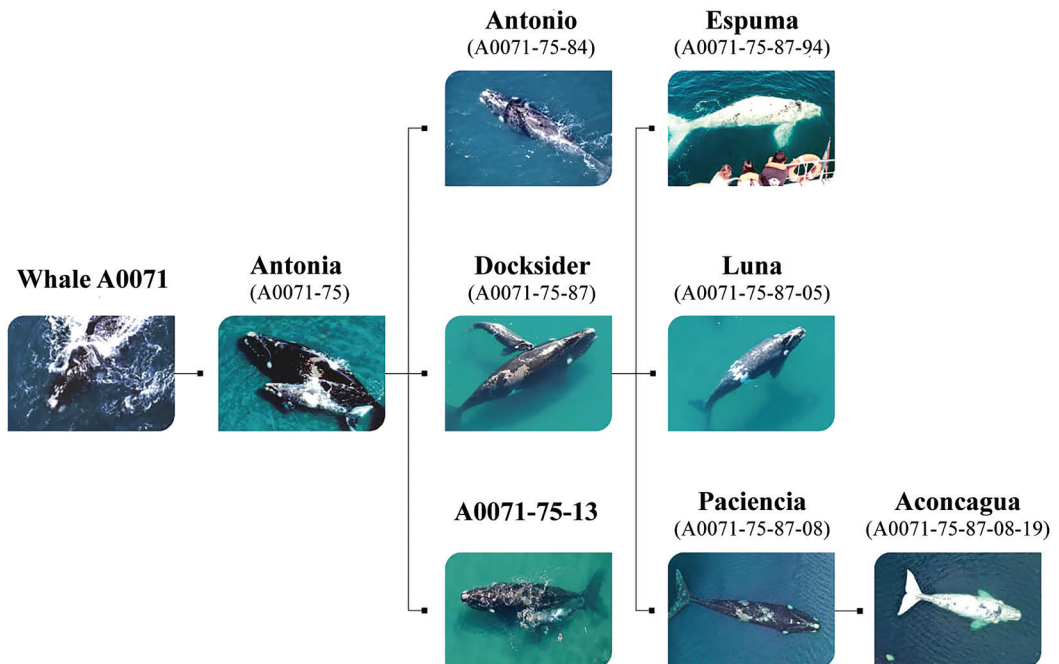 Antonio
(A0071-75-84)
Espuma
(A0071-75-87-94)
Whale A0071
Antonia
(A0071-75)
Docksider
(A0071-75-87)
Luna
(A0071-75-87-05)
A0071-75-13
Paciencia
(A0071-75-87-08)
Aconcagua
(A0071-75-87-08-19)